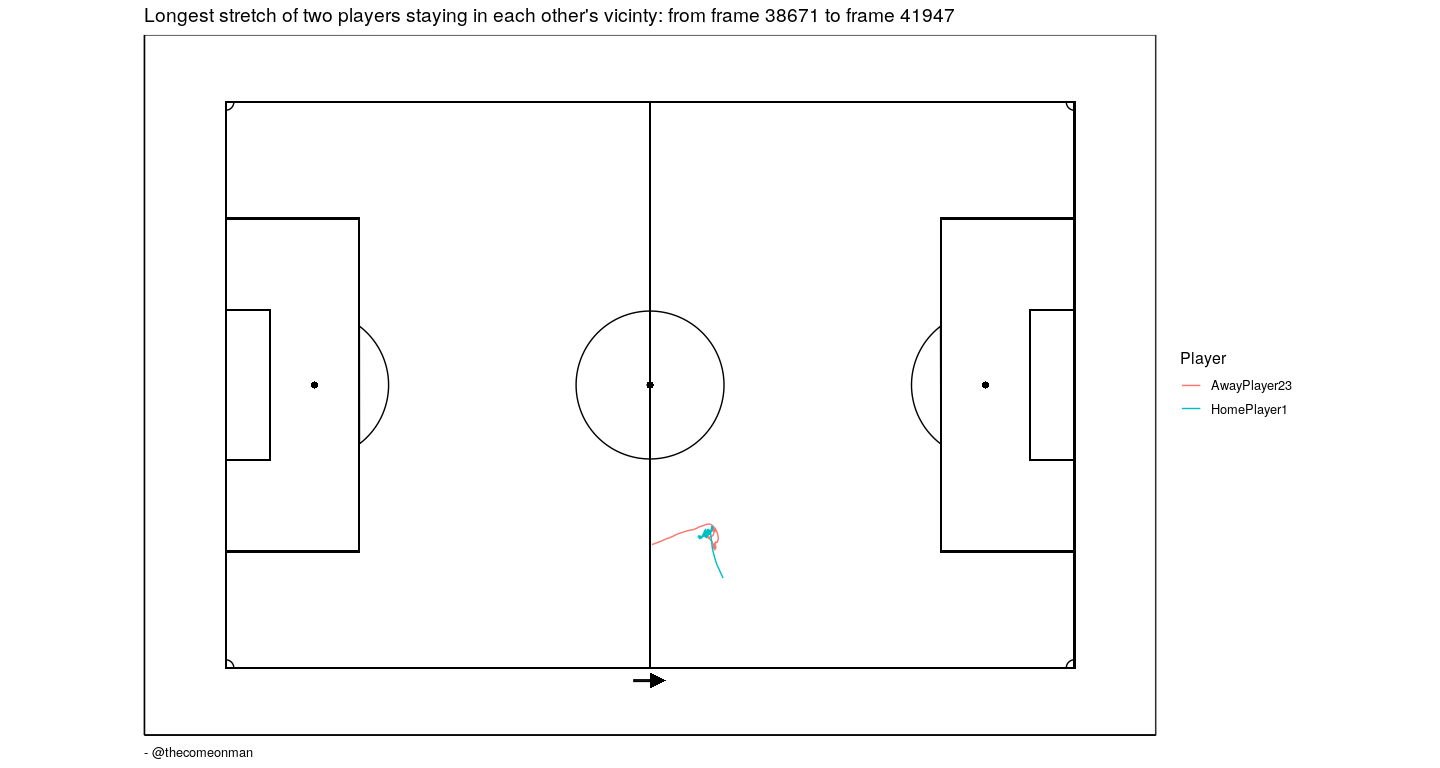 Longest stretch of two players staying in each other's vicinty: from frame 38671 to frame 41947
Player
AwayPlayer23
HomePlayer1
- @thecomeonman